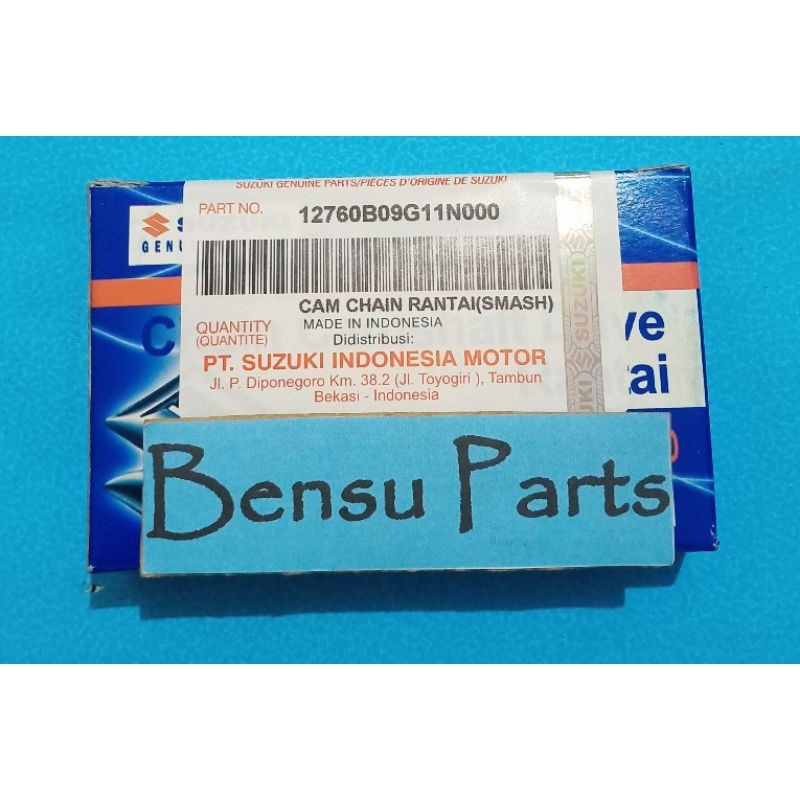 SUZUKI GENUINE PARTS/PIÈCES D'ORIGINE DE SUZUKI
PART NO. 12760B09G11N000
GENU
CAM CHAIN RANTAI(SMASH)
QUANTITY
(QUANTITE)
MADE IN INDONESIA
Didistribusi:
PT. SUZUKI INDONESIA MOTOR
Jl. P. Diponegoro Km. 38.2 (Jl. Toyogiri ), Tambun
Bekasi - Indonesia
SUZUKI
Bensu Parts